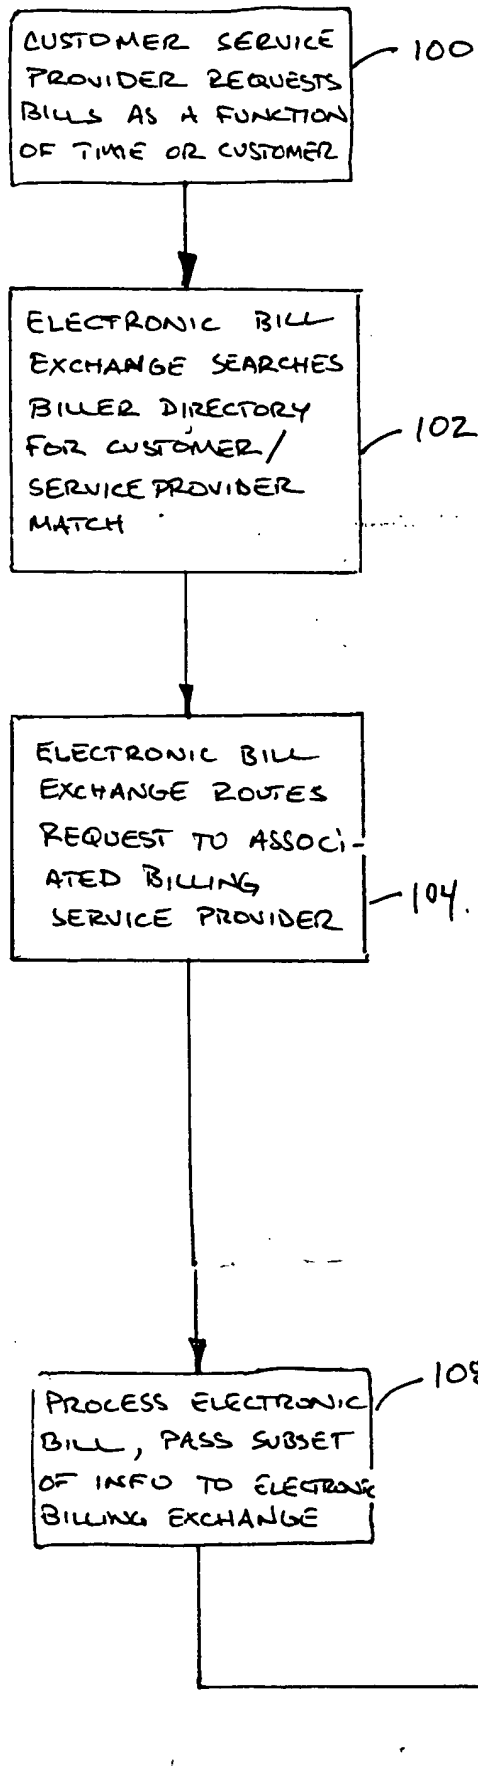 CUSTOMER SERVICE
PROVIDER REQUESTS
BILLS AS A FUNCTION
OF TIME OR CUSTOMER
100
ELECTRONIC BILL
EXCHANGE SEARCHES
BILLER DIRECTORY
FOR CUSTOMER/
SERVICE PROVIDER
MATCH
102
ELECTRONIC BILL
EXCHANGE ROUTES
REQUEST TO ASSOCI-
ATED BILLING
SERVICE PROVIDER
104.
PROCESS ELECTRONIC
BILL, PASS SUBSET
OF INFO TO ELECTRONIC
BILLING EXCHANGE
108